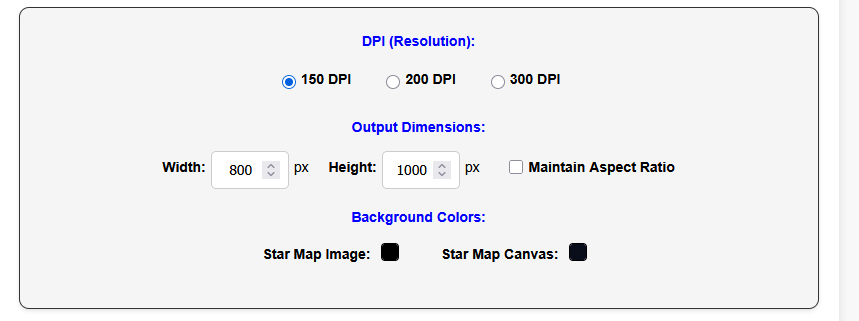 DPI (Resolution):
150 DPI 200 DPI 300 DPI
Output Dimensions:
Width: 800 px Height: 1000 px Maintain Aspect Ratio
Background Colors:
Star Map Image: Star Map Canvas: